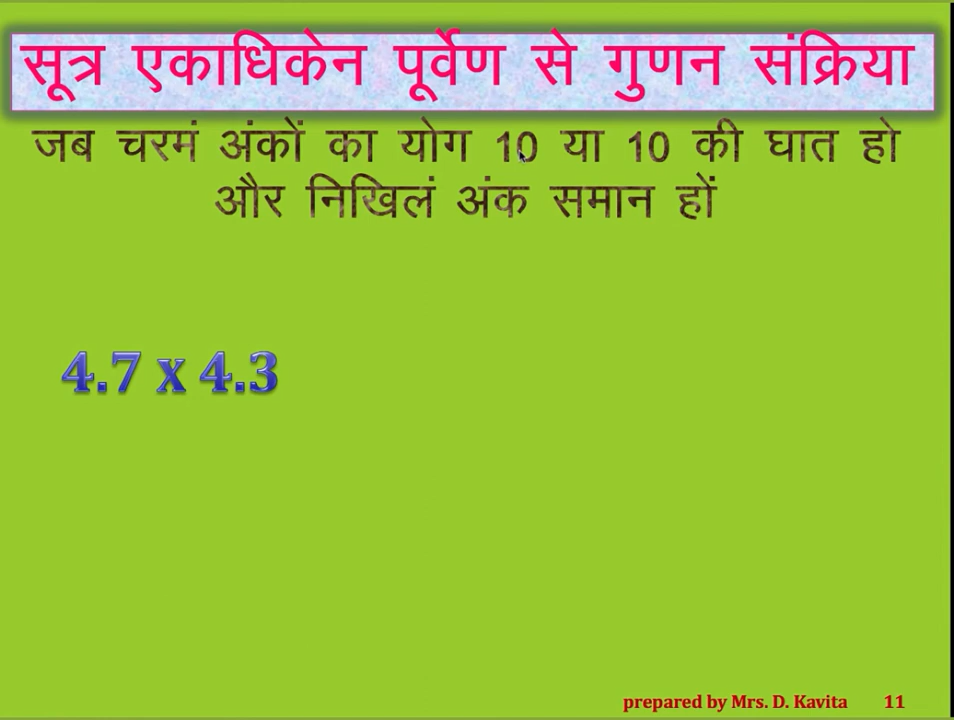 सूत्र एकाधिकेन पूर्वेण से गुणन संक्रिया
जब चरमं अंकों का योग 10 या 10 की घात हो
और निखिलं अंक समान हों
4.7 x 4.3
prepared by Mrs. D. Kavita 11